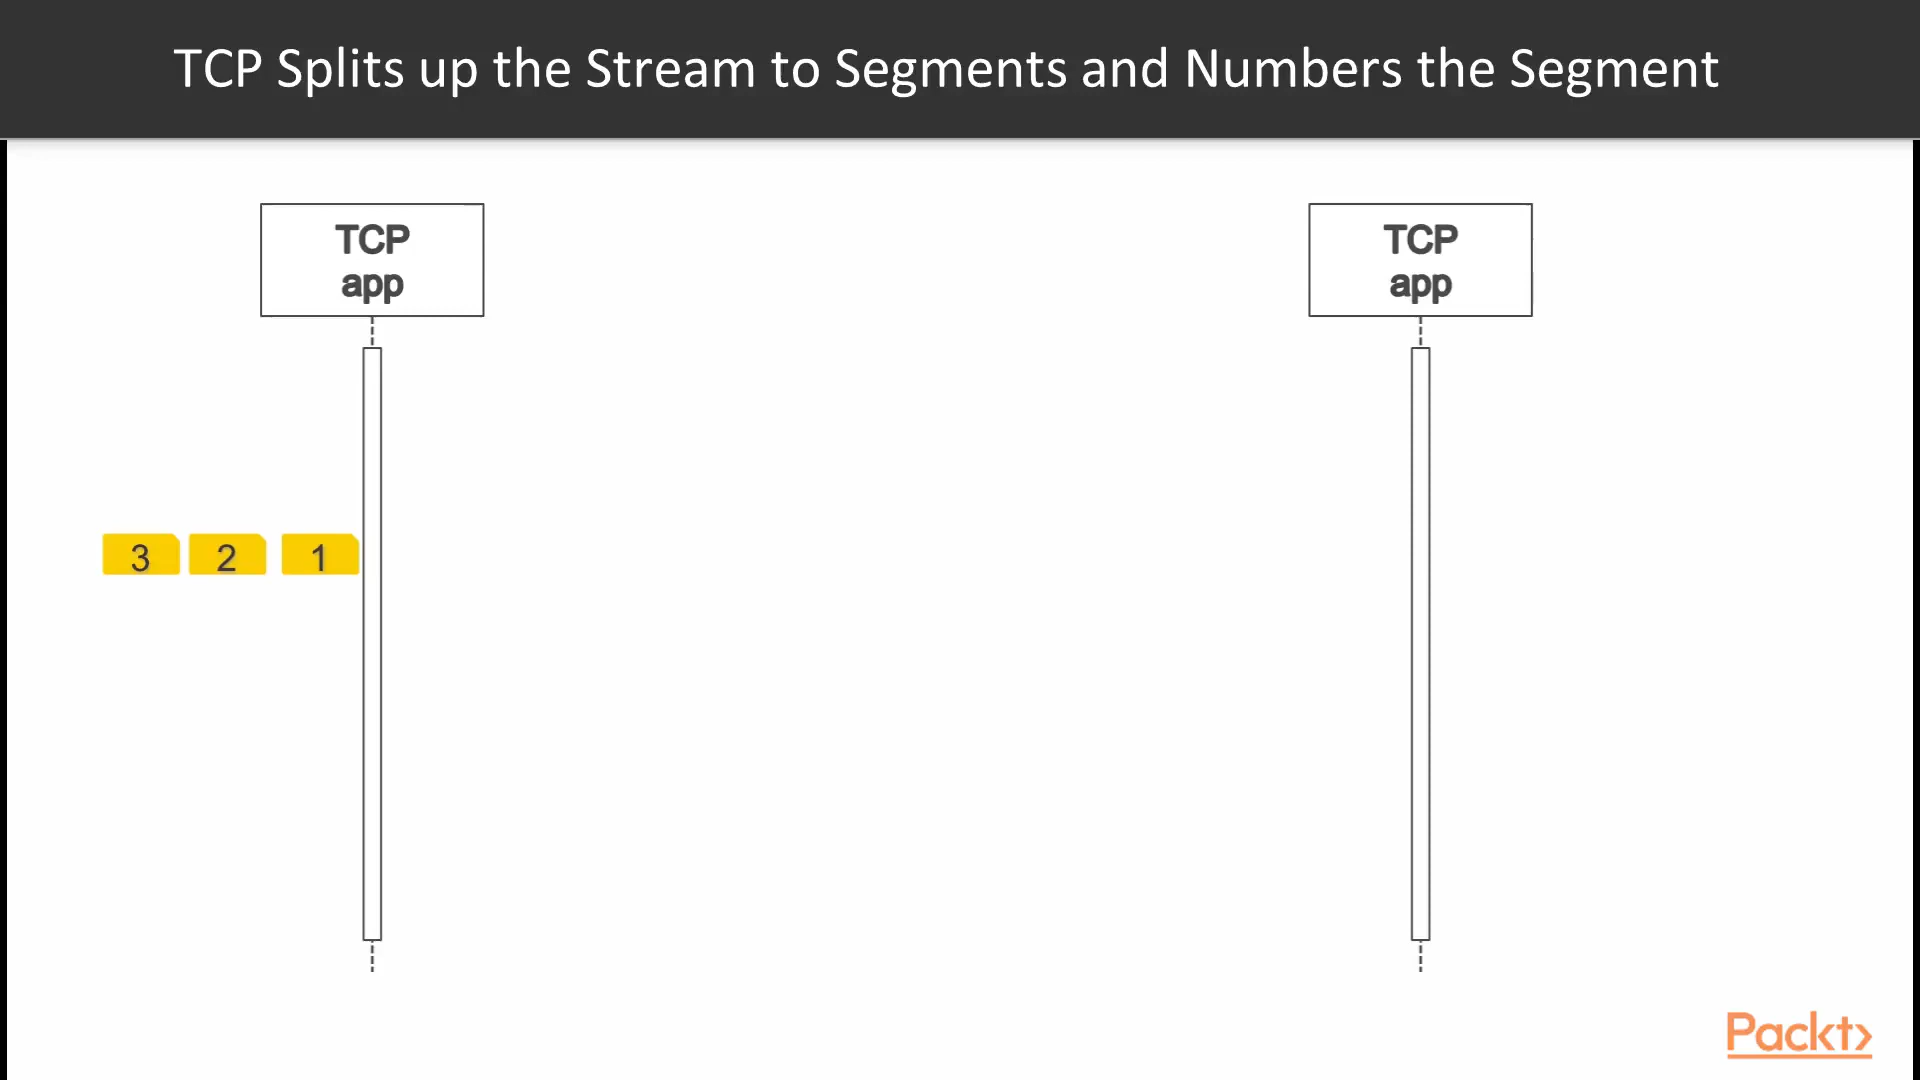 TCP Splits up the Stream to Segments and Numbers the Segment
TCP
app
TCP
app
3 2 1
Packt>